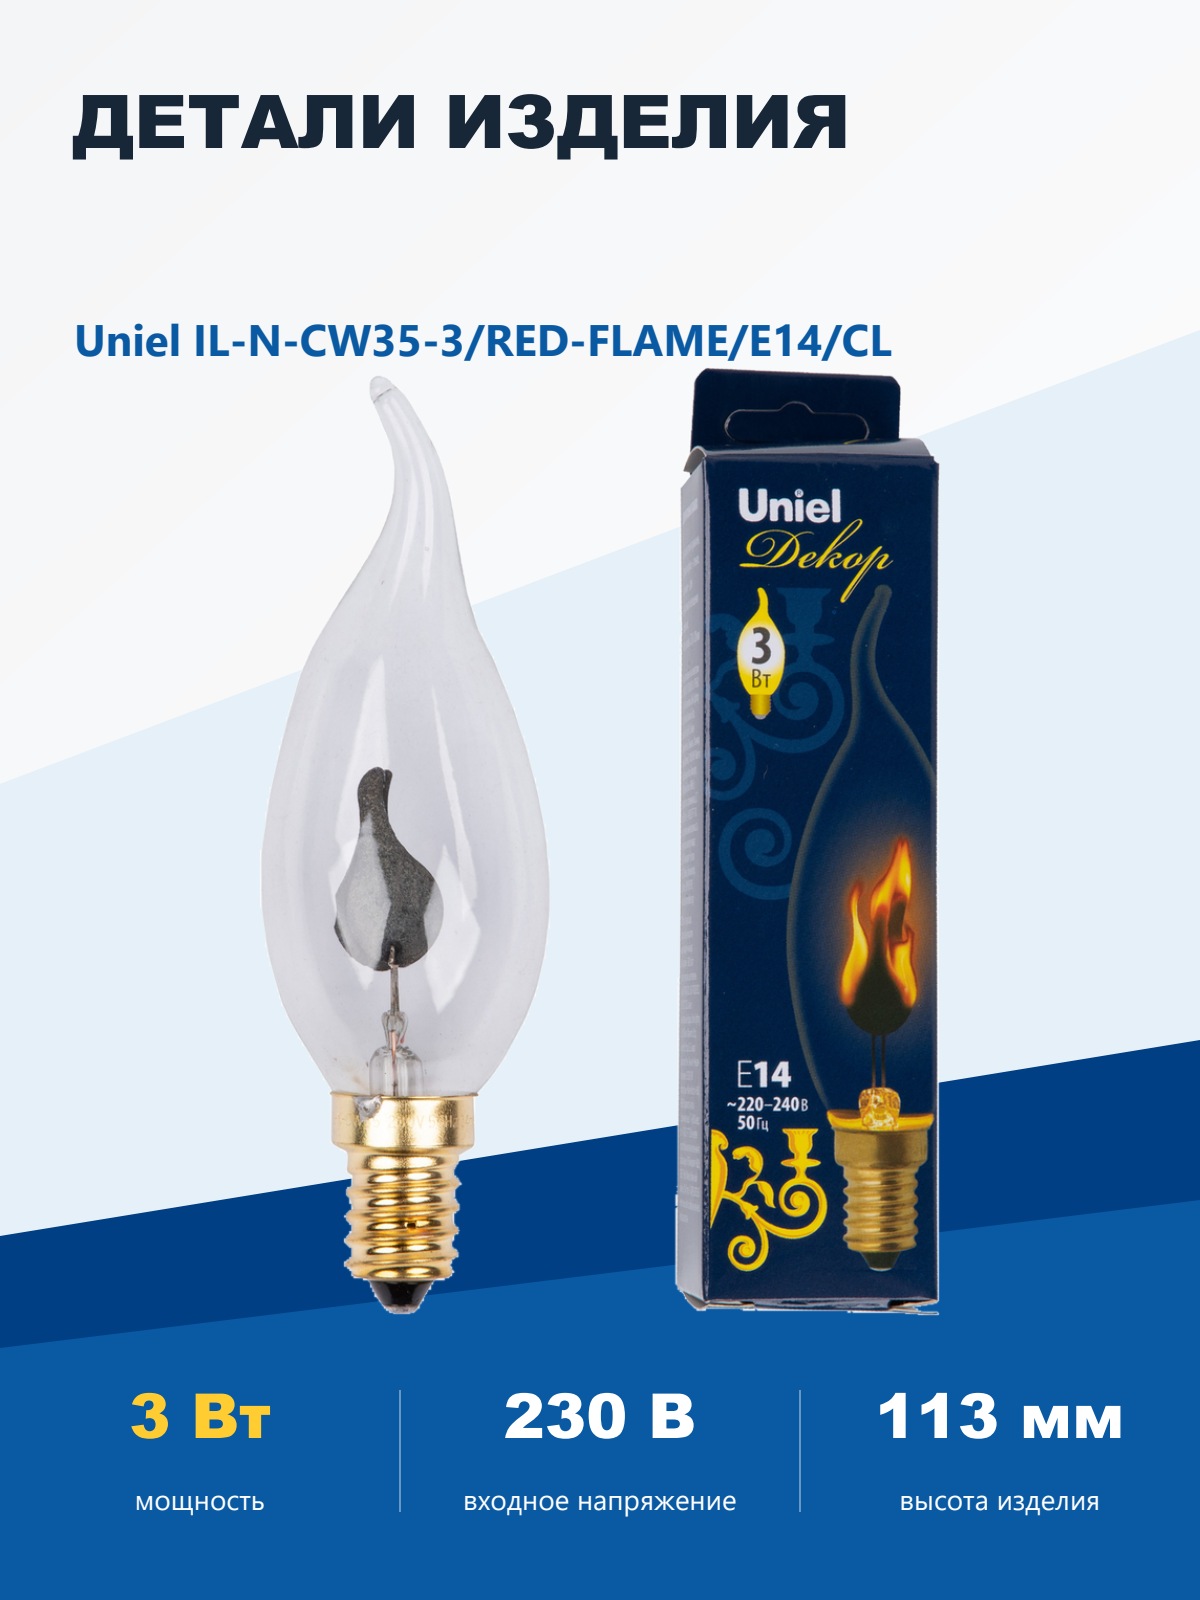 ДЕТАЛИ ИЗДЕЛИЯ
Uniel IL-N-CW35-3/RED-FLAME/E14/CL
Uniel
Декор
3
Вт
E14
~220–240В
50Гц
3 Вт
мощность
230 В
входное напряжение
113 мм
высота изделия